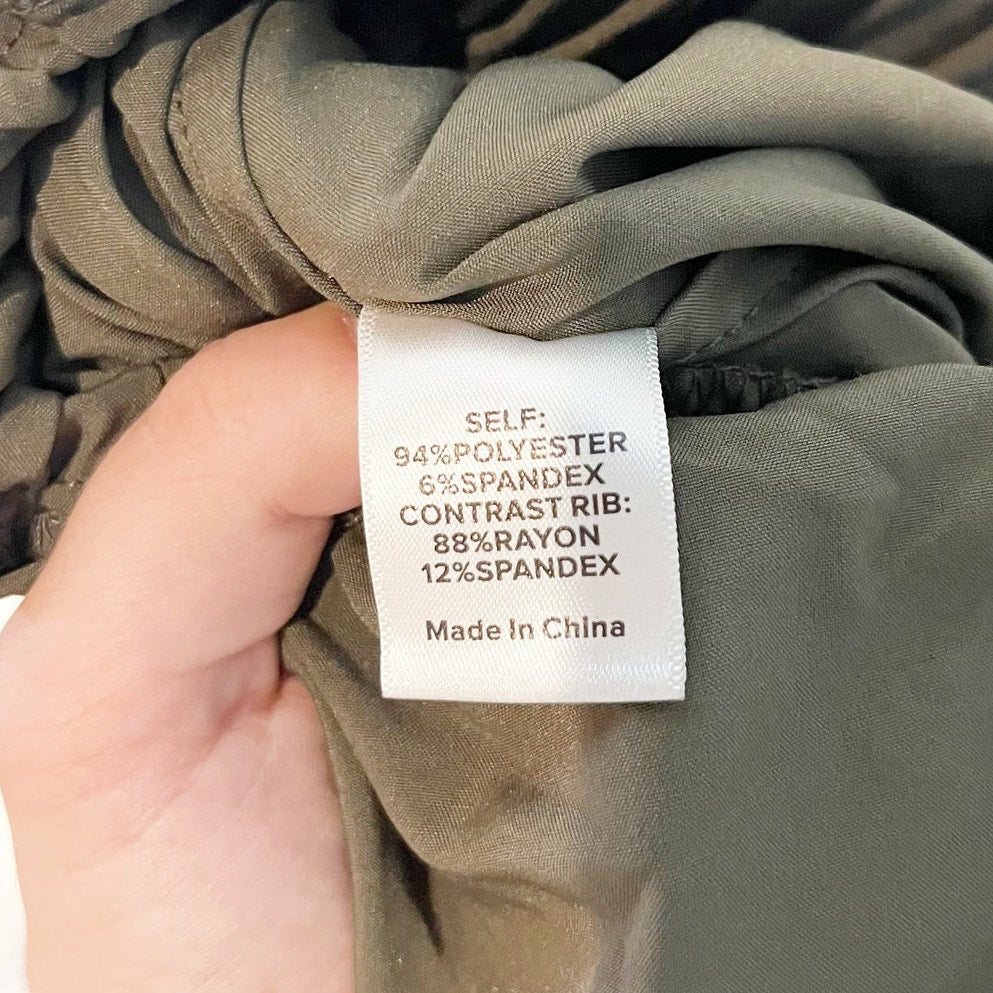 SELF:
94%POLYESTER
6%SPANDEX
CONTRAST RIB:
88%RAYON
12%SPANDEX
Made In China